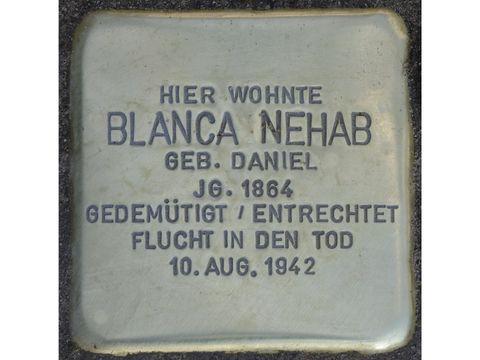 HIER WOHNTE
BLANCA NEHAB
GEB. DANIEL
JG. 1864
GEDEMÜTIGT / ENTRECHTET
FLUCHT IN DEN TOD
10. AUG. 1942